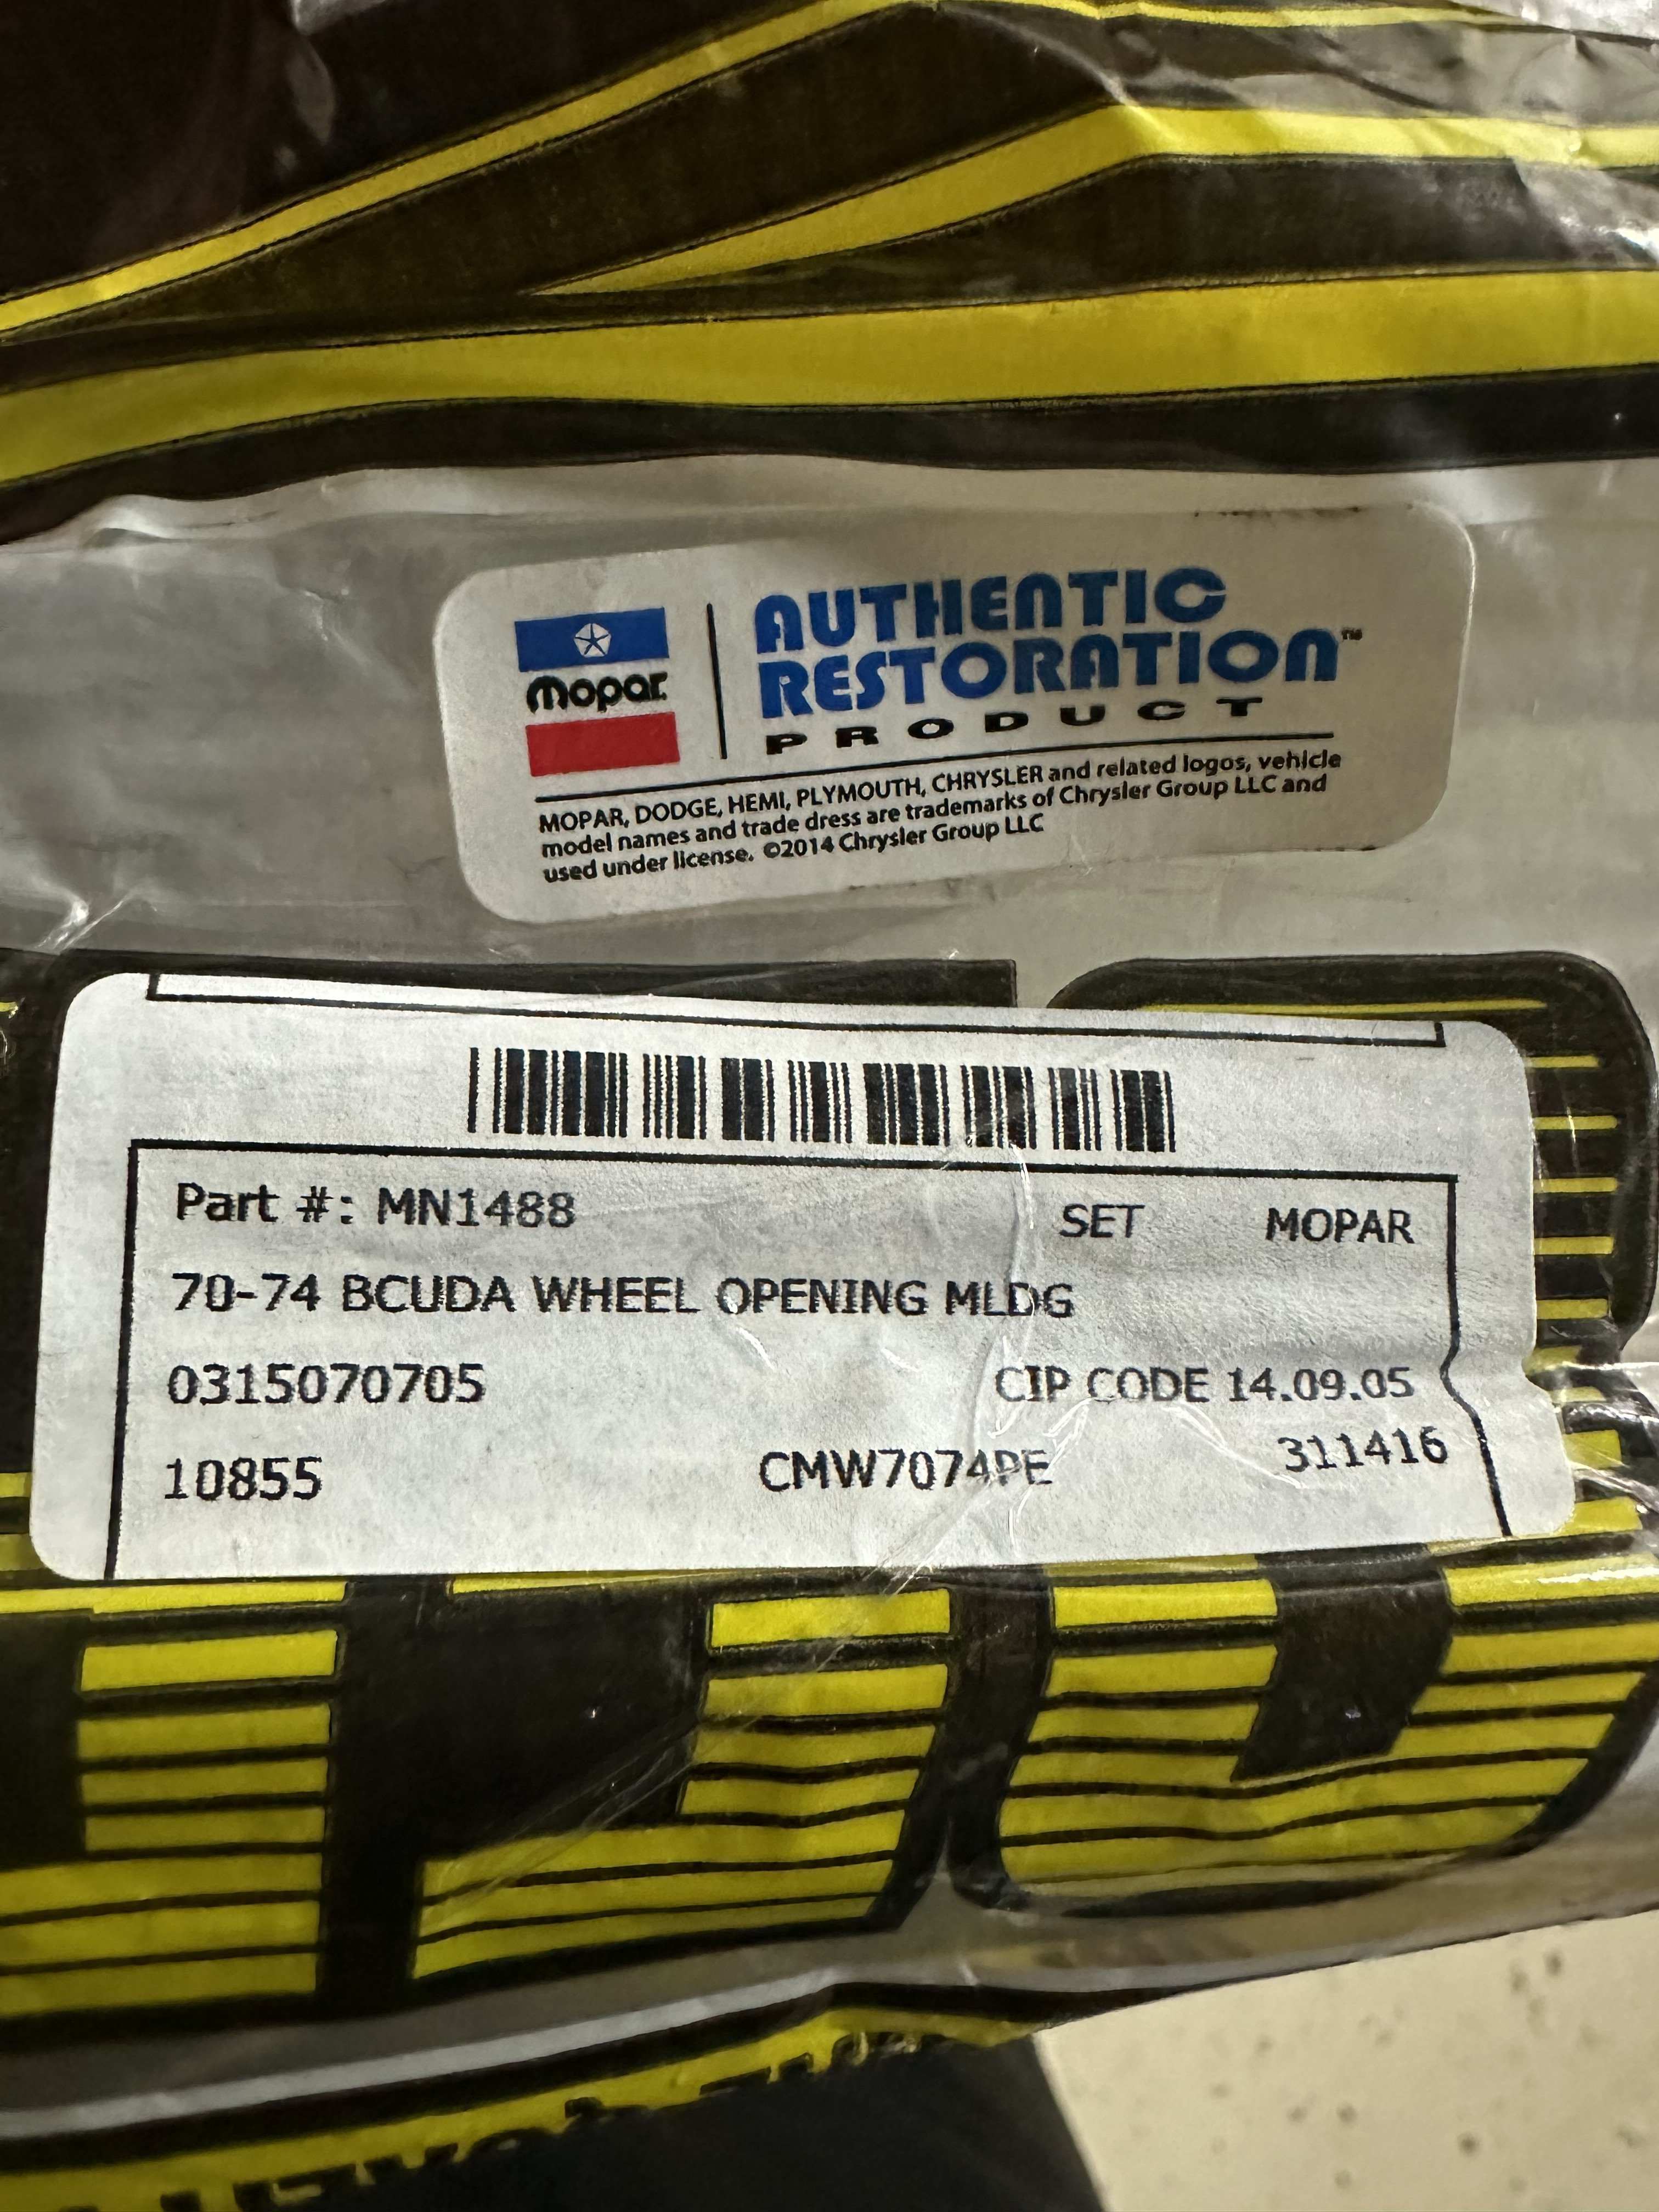 mopar
AUTHENTIC
RESTORATION™
PRODUCT
MOPAR, DODGE, HEMI, PLYMOUTH, CHRYSLER and related logos, vehicle
model names and trade dress are trademarks of Chrysler Group LLC and
used under license. ©2014 Chrysler Group LLC
Part #: MN1488 SET MOPAR
70-74 BCUDA WHEEL OPENING MLDG
0315070705 CIP CODE 14.09.05
10855 CMW7074PE 311416